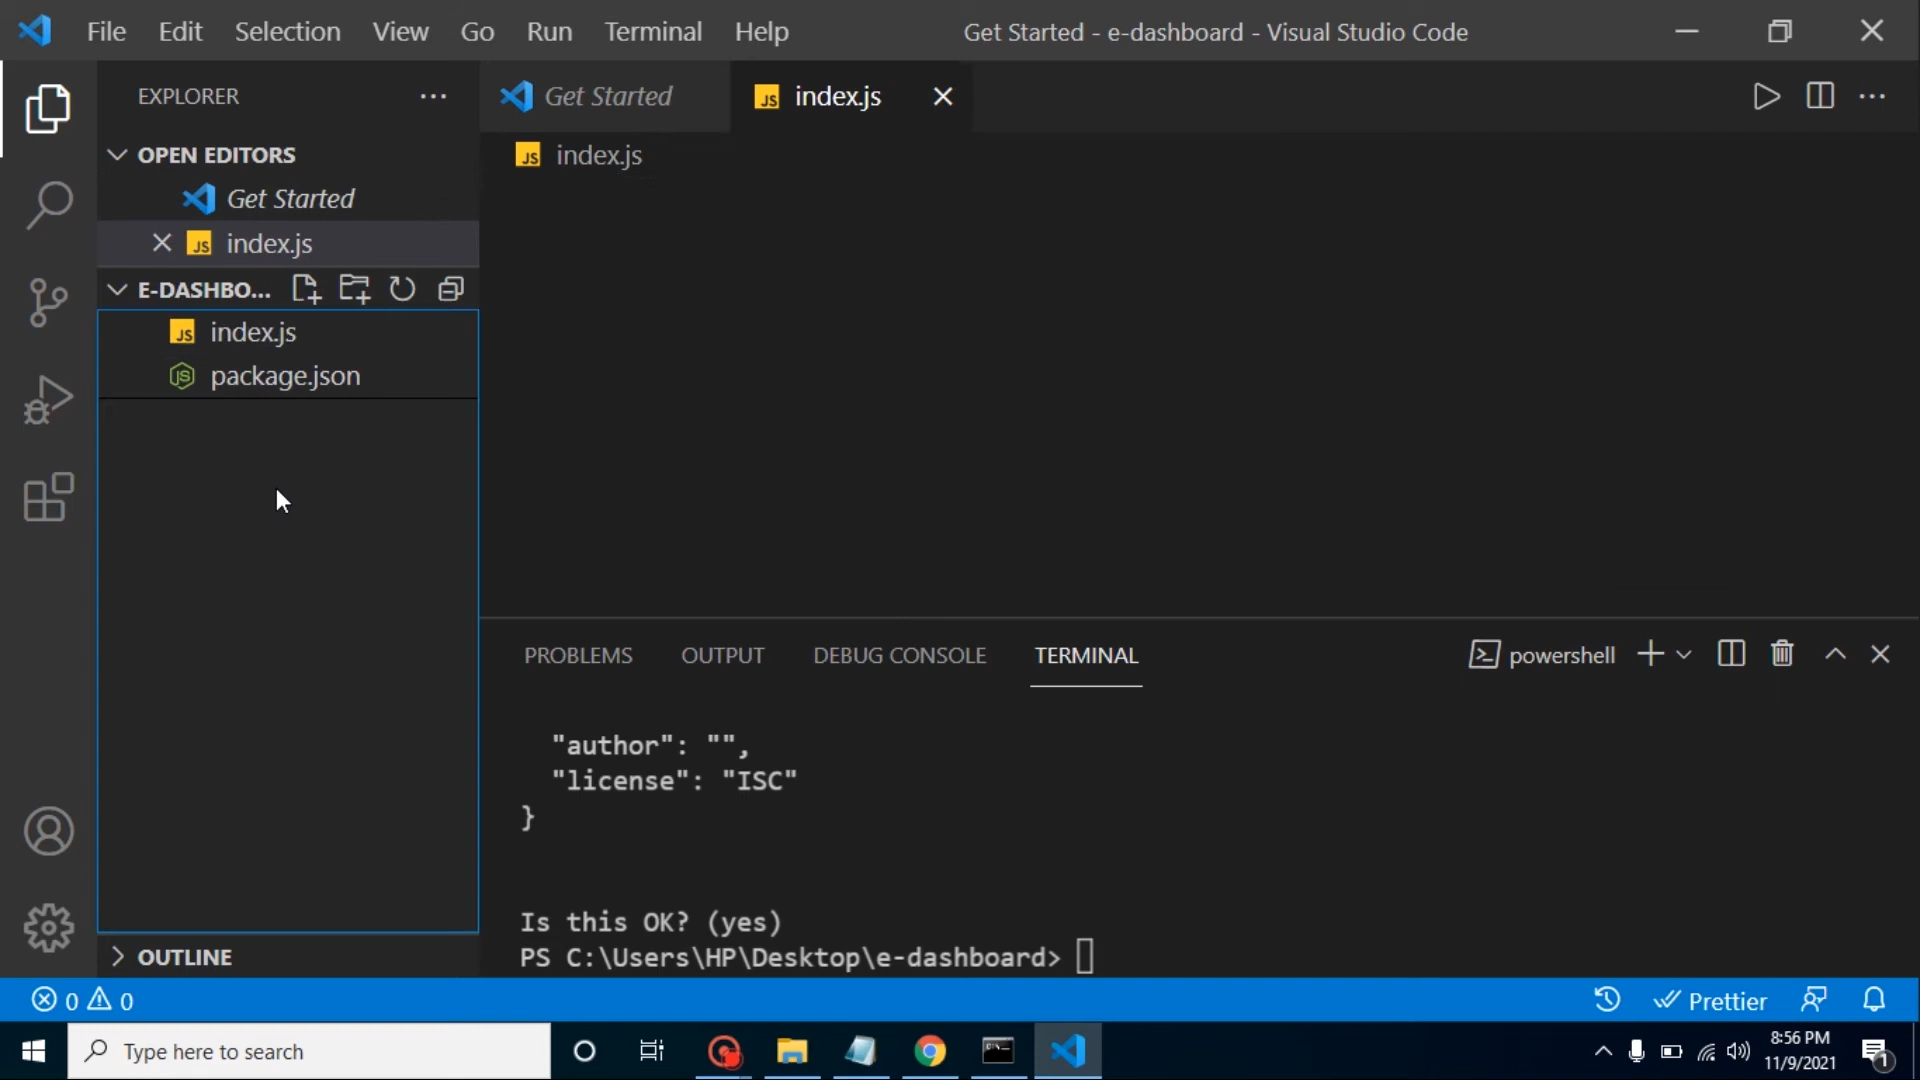 File Edit Selection View Go Run Terminal Help Get Started - e-dashboard - Visual Studio Code
EXPLORER
Get Started
index.js
OPEN EDITORS
index.js
Get Started
index.js
E-DASHBO...
index.js
package.json
PROBLEMS OUTPUT DEBUG CONSOLE TERMINAL powershell
"author": "",
"license": "ISC"
}
Is this OK? (yes)
PS C:\Users\HP\Desktop\e-dashboard>
OUTLINE
0 0 Prettier
Type here to search
8:56 PM
11/9/2021
1